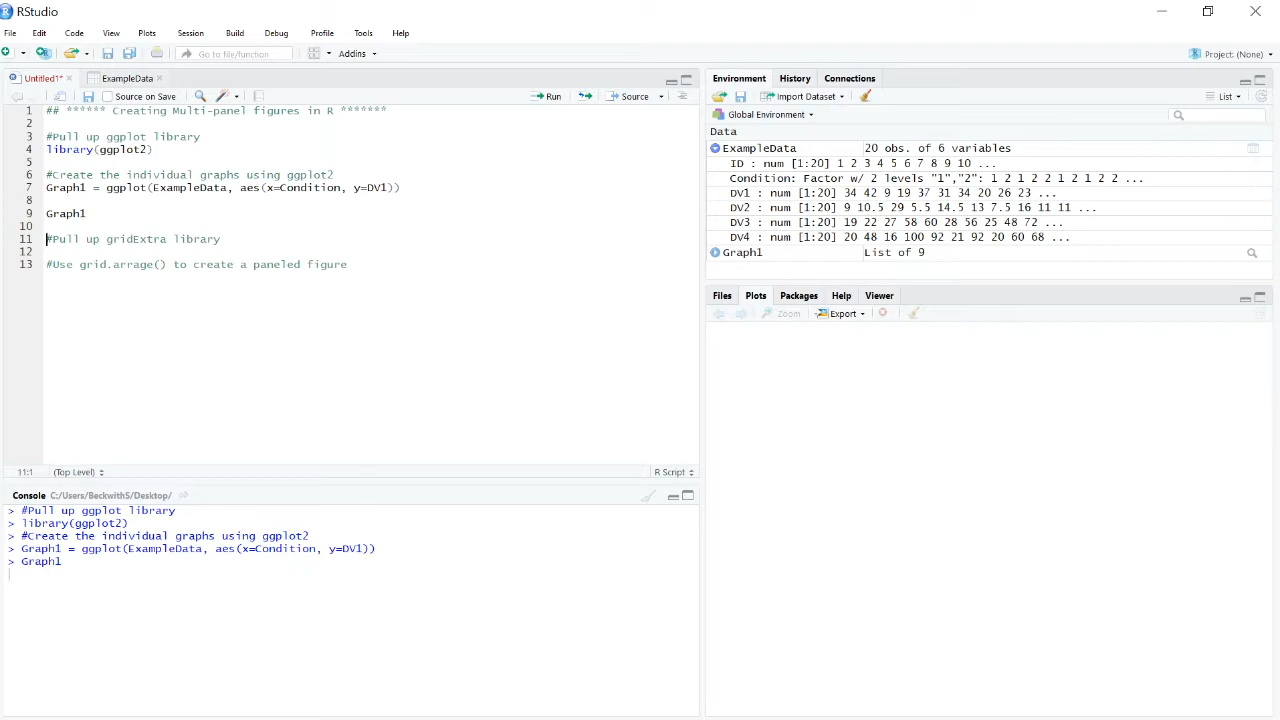 RStudio
File Edit Code View Plots Session Build Debug Profile Tools Help
Go to file/function Addins Project: (None)
Untitled1* ExampleData
Source on Save Run Source
1 ## ****** Creating Multi-panel figures in R *******
2
3 #Pull up ggplot library
4 library(ggplot2)
5
6 #Create the individual graphs using ggplot2
7 Graph1 = ggplot(ExampleData, aes(x=Condition, y=DV1))
8
9 Graph1
10
11 #Pull up gridExtra library
12
13 #Use grid.arrage() to create a paneled figure
11:1 (Top Level) R Script
Console C:/Users/BeckwithS/Desktop/
> #Pull up ggplot library
> library(ggplot2)
> #Create the individual graphs using ggplot2
> Graph1 = ggplot(ExampleData, aes(x=Condition, y=DV1))
> Graph1
Environment History Connections
Import Dataset List
Global Environment
Data
ExampleData 20 obs. of 6 variables
ID : num [1:20] 1 2 3 4 5 6 7 8 9 10 ...
Condition: Factor w/ 2 levels "1","2": 1 2 1 2 2 1 2 1 2 2 ...
DV1 : num [1:20] 34 42 9 19 37 31 34 20 26 23 ...
DV2 : num [1:20] 9 10.5 29 5.5 14.5 13 7.5 16 11 11 ...
DV3 : num [1:20] 19 22 27 58 60 28 56 25 48 72 ...
DV4 : num [1:20] 20 48 16 100 92 21 92 20 60 68 ...
Graph1 List of 9
Files Plots Packages Help Viewer
Zoom Export